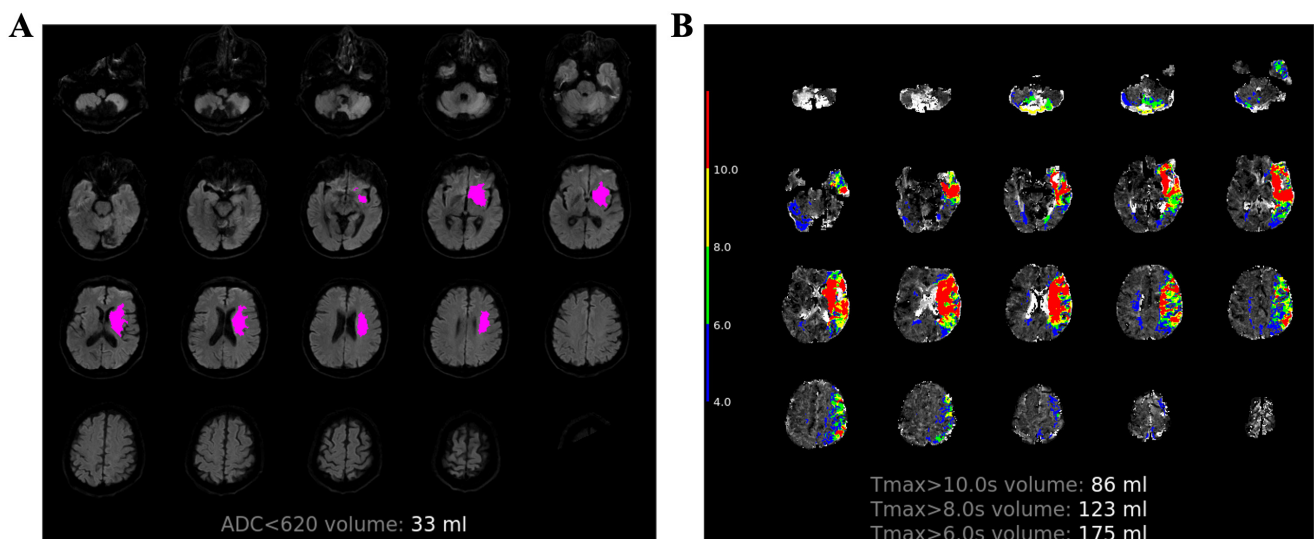 A
B
10.0
8.0
6.0
4.0
ADC<620 volume: 33 ml
Tmax>10.0s volume: 86 ml
Tmax>8.0s volume: 123 ml
Tmax>6.0s volume: 175 ml